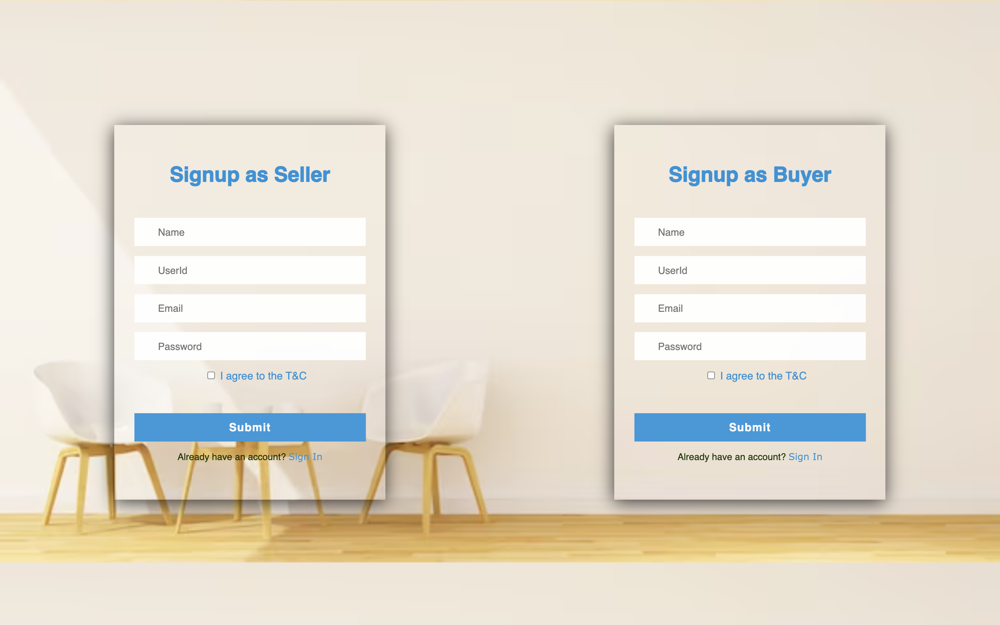 Signup as Seller
Name
UserId
Email
Password
I agree to the T&C
Submit
Already have an account? Sign In
Signup as Buyer
Name
UserId
Email
Password
I agree to the T&C
Submit
Already have an account? Sign In